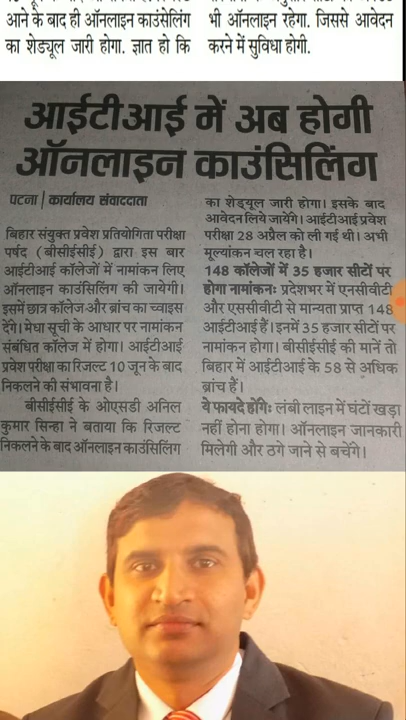 आने के बाद ही ऑनलाइन काउंसेलिंग
का शेड्यूल जारी होगा. ज्ञात हो कि
भी ऑनलाइन रहेगा. जिससे आवेदन
करने में सुविधा होगी.
आईटीआई में अब होगी
ऑनलाइन काउंसिलिंग
पटना | कार्यालय संवाददाता
बिहार संयुक्त प्रवेश प्रतियोगिता परीक्षा
पर्षद (बीसीईसीई) द्वारा इस बार
आईटीआई कॉलेजों में नामांकन लिए
ऑनलाइन काउंसिलिंग की जायेगी।
इसमें छात्र कॉलेज और ब्रांच का च्वाइस
देंगे। मेधा सूची के आधार पर नामांकन
संबंधित कॉलेज में होगा। आईटीआई
प्रवेश परीक्षा का रिजल्ट 10 जून के बाद
निकलने की संभावना है।
बीसीईसीई के ओएसडी अनिल
कुमार सिन्हा ने बताया कि रिजल्ट
निकलने के बाद ऑनलाइन काउंसिलिंग
का शेड्यूल जारी होगा। इसके बाद
आवेदन लिये जायेंगे। आईटीआई प्रवेश
परीक्षा 28 अप्रैल को ली गई थी। अभी
मूल्यांकन चल रहा है।
148 कॉलेजों में 35 हजार सीटों पर
होगा नामांकनः प्रदेशभर में एनसीवीटी
और एससीवीटी से मान्यता प्राप्त 148
आईटीआई हैं। इनमें 35 हजार सीटों पर
नामांकन होगा। बीसीईसीई की मानें तो
बिहार में आईटीआई के 58 से अधिक
ब्रांच हैं।
ये फायदे होंगेः लंबी लाइन में घंटों खड़ा
नहीं होना होगा। ऑनलाइन जानकारी
मिलेगी और ठगे जाने से बचेंगे।